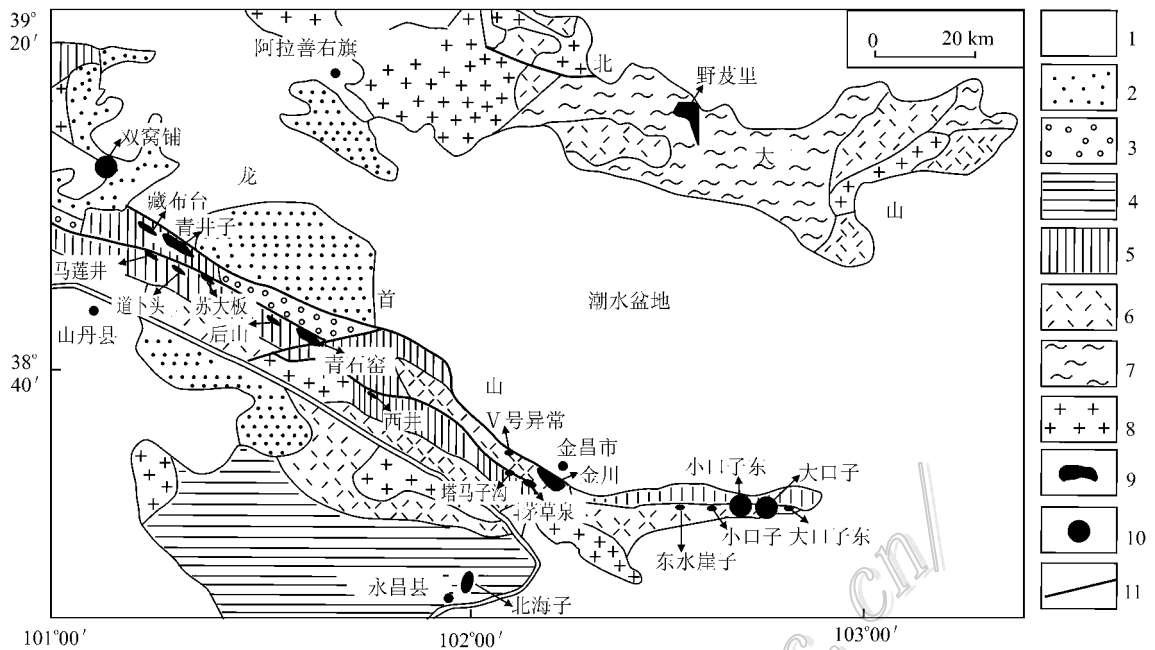 39°
20′
38°
40′
101°00′
102°00′
103°00′
0 20 km
阿拉善右旗
北
野芨里
大
山
双窝铺
龙
藏布台
青井子
马莲井
道卜头
苏大板
首
潮水盆地
山丹县
后山
青石窑
山
西井
Ⅴ号异常
金昌市
金川
小口子东
大口子
塔马子沟
茅草泉
小口子
大口子东
东水崖子
永昌县
北海子
1
2
3
4
5
6
7
8
9
10
11